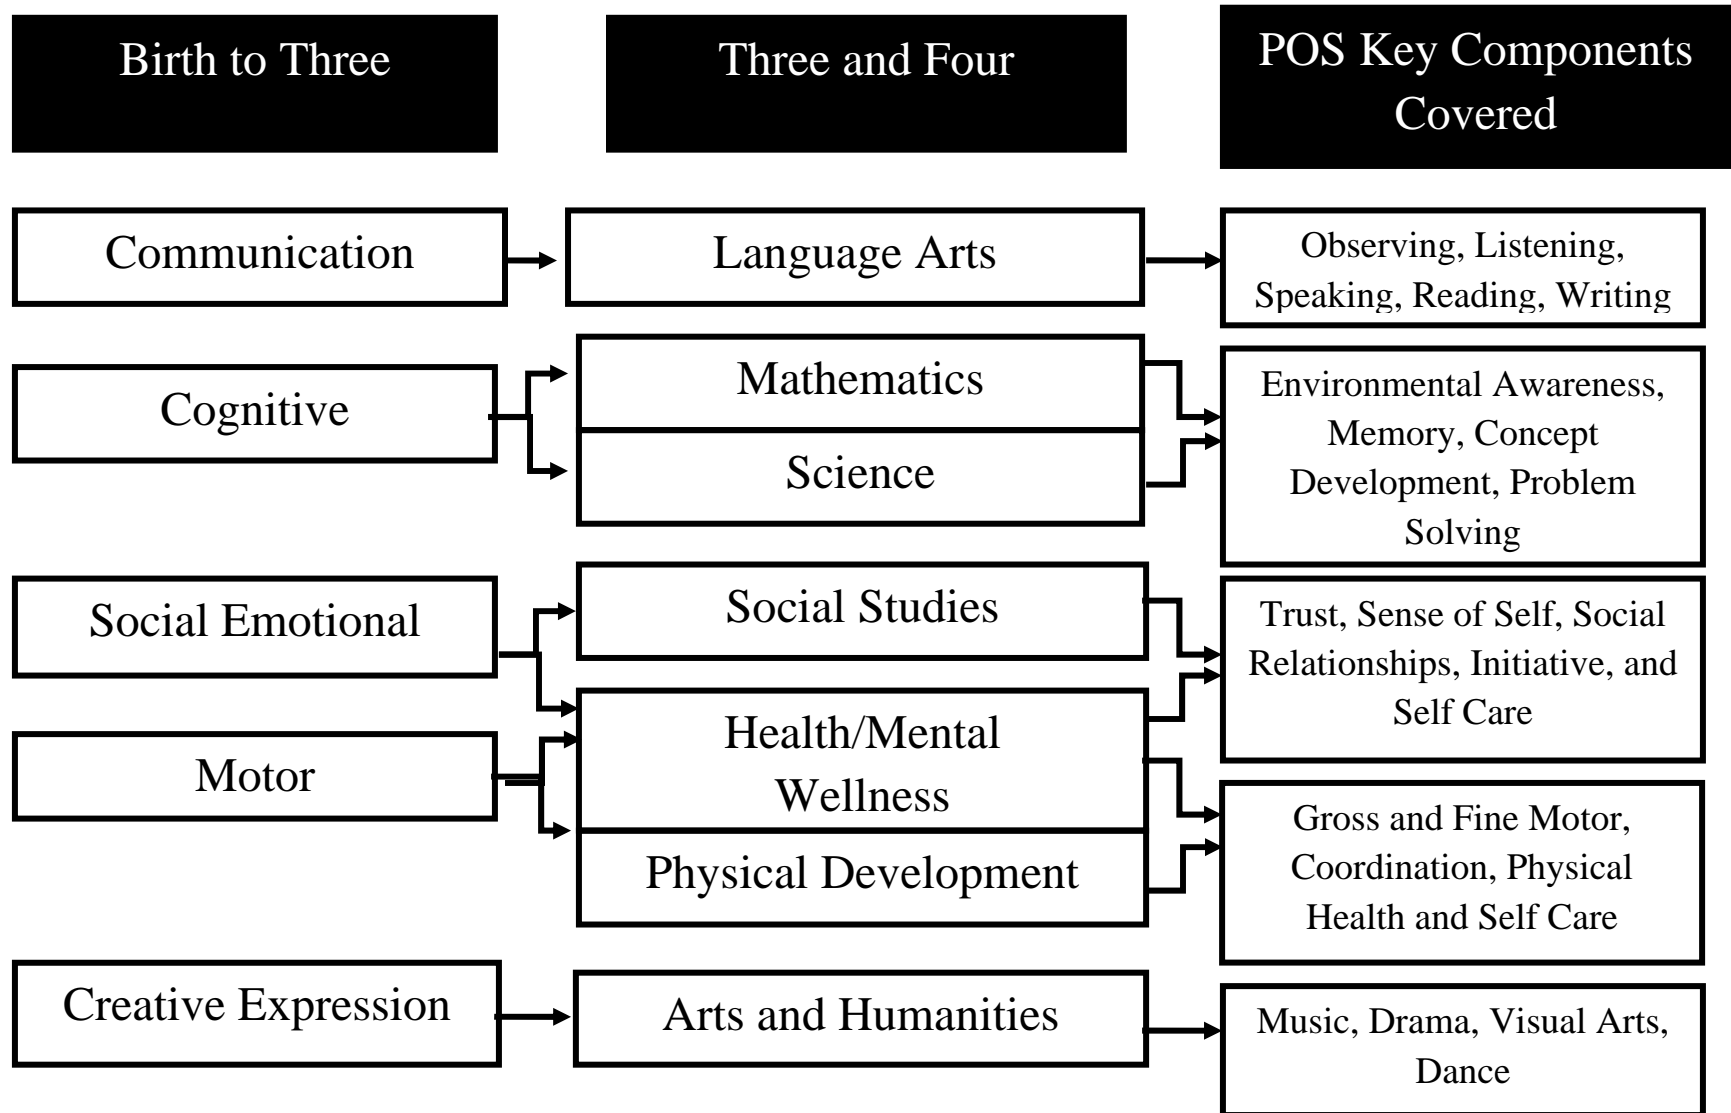 Birth to Three
Three and Four
POS Key Components
Covered
Communication
Language Arts
Observing, Listening,
Speaking, Reading, Writing
Cognitive
Mathematics
Science
Environmental Awareness,
Memory, Concept
Development, Problem
Solving
Social Emotional
Social Studies
Trust, Sense of Self, Social
Relationships, Initiative, and
Self Care
Motor
Health/Mental
Wellness
Physical Development
Gross and Fine Motor,
Coordination, Physical
Health and Self Care
Creative Expression
Arts and Humanities
Music, Drama, Visual Arts,
Dance